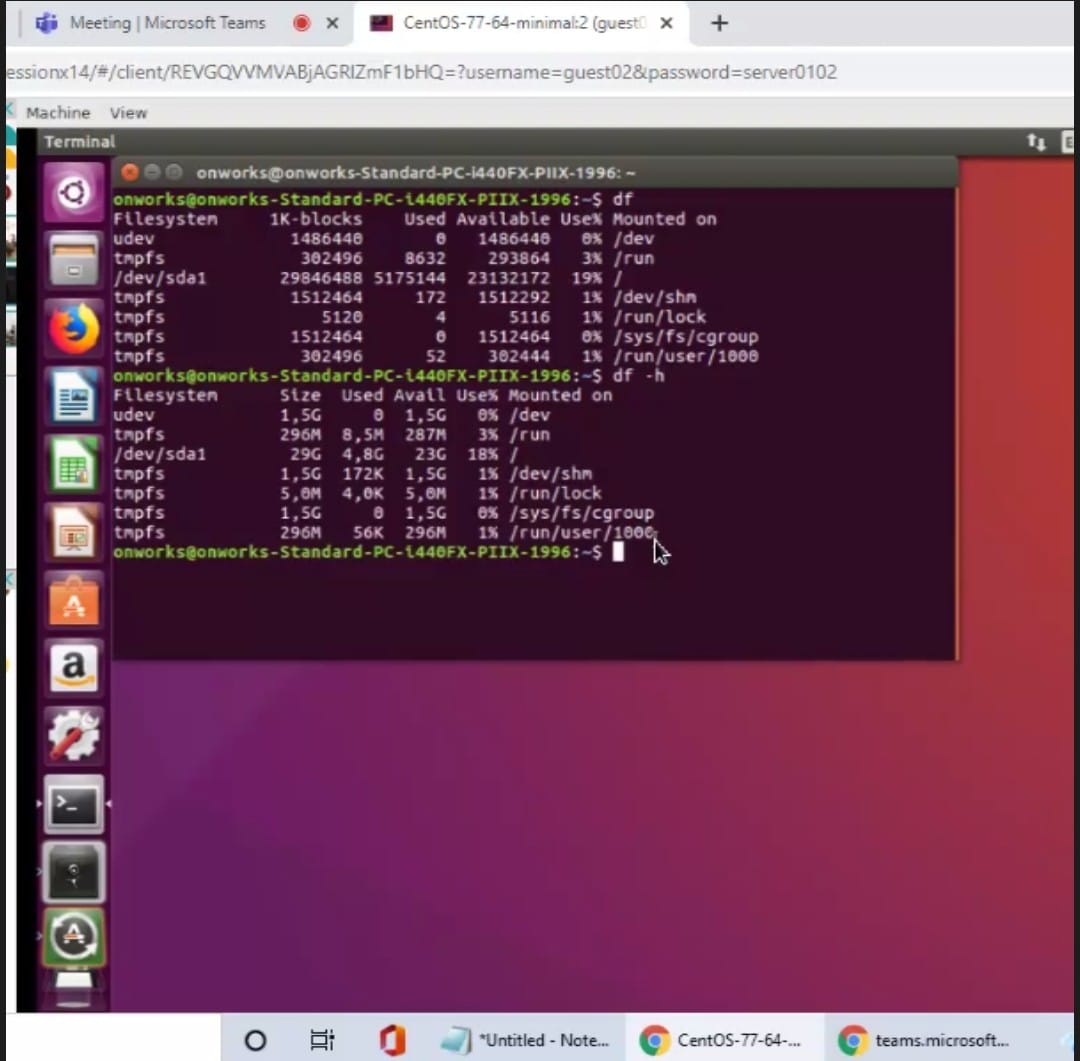 Meeting | Microsoft Teams
CentOS-77-64-minimal:2 (guest0
essionx14/#/client/REVGQVVMVABjAGRIZmF1bHQ=?username=guest02&password=server0102
Machine View
Terminal
onworks@onworks-Standard-PC-i440FX-PIIX-1996: ~
onworks@onworks-Standard-PC-i440FX-PIIX-1996:~$ df
Filesystem 1K-blocks Used Available Use% Mounted on
udev 1486440 0 1486440 0% /dev
tmpfs 302496 8632 293864 3% /run
/dev/sda1 29846488 5175144 23132172 19% /
tmpfs 1512464 172 1512292 1% /dev/shm
tmpfs 5120 4 5116 1% /run/lock
tmpfs 1512464 0 1512464 0% /sys/fs/cgroup
tmpfs 302496 52 302444 1% /run/user/1000
onworks@onworks-Standard-PC-i440FX-PIIX-1996:~$ df -h
Filesystem Size Used Avail Use% Mounted on
udev 1,5G 0 1,5G 0% /dev
tmpfs 296M 8,5M 287M 3% /run
/dev/sda1 29G 4,8G 23G 18% /
tmpfs 1,5G 172K 1,5G 1% /dev/shm
tmpfs 5,0M 4,0K 5,0M 1% /run/lock
tmpfs 1,5G 0 1,5G 0% /sys/fs/cgroup
tmpfs 296M 56K 296M 1% /run/user/1000
onworks@onworks-Standard-PC-i440FX-PIIX-1996:~$
*Untitled - Note... CentOS-77-64-... teams.microsoft...